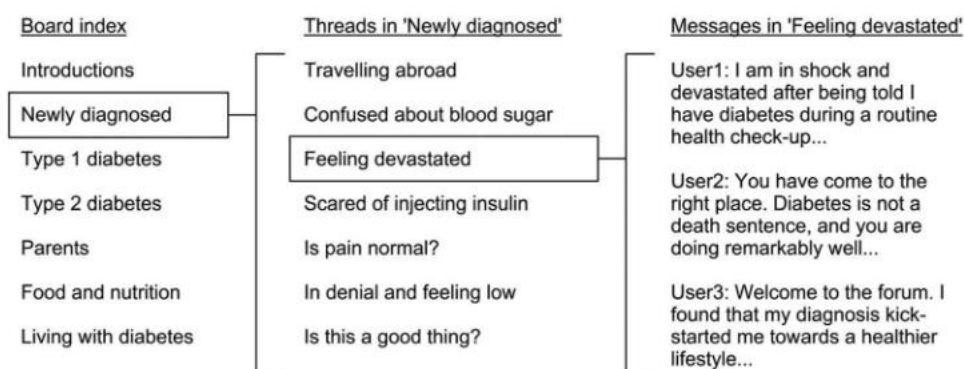 Board index
Introductions
Newly diagnosed
Type 1 diabetes
Type 2 diabetes
Parents
Food and nutrition
Living with diabetes
Threads in 'Newly diagnosed'
Travelling abroad
Confused about blood sugar
Feeling devastated
Scared of injecting insulin
Is pain normal?
In denial and feeling low
Is this a good thing?
Messages in 'Feeling devastated'
User1: I am in shock and
devastated after being told I
have diabetes during a routine
health check-up...
User2: You have come to the
right place. Diabetes is not a
death sentence, and you are
doing remarkably well...
User3: Welcome to the forum. I
found that my diagnosis kick-
started me towards a healthier
lifestyle...